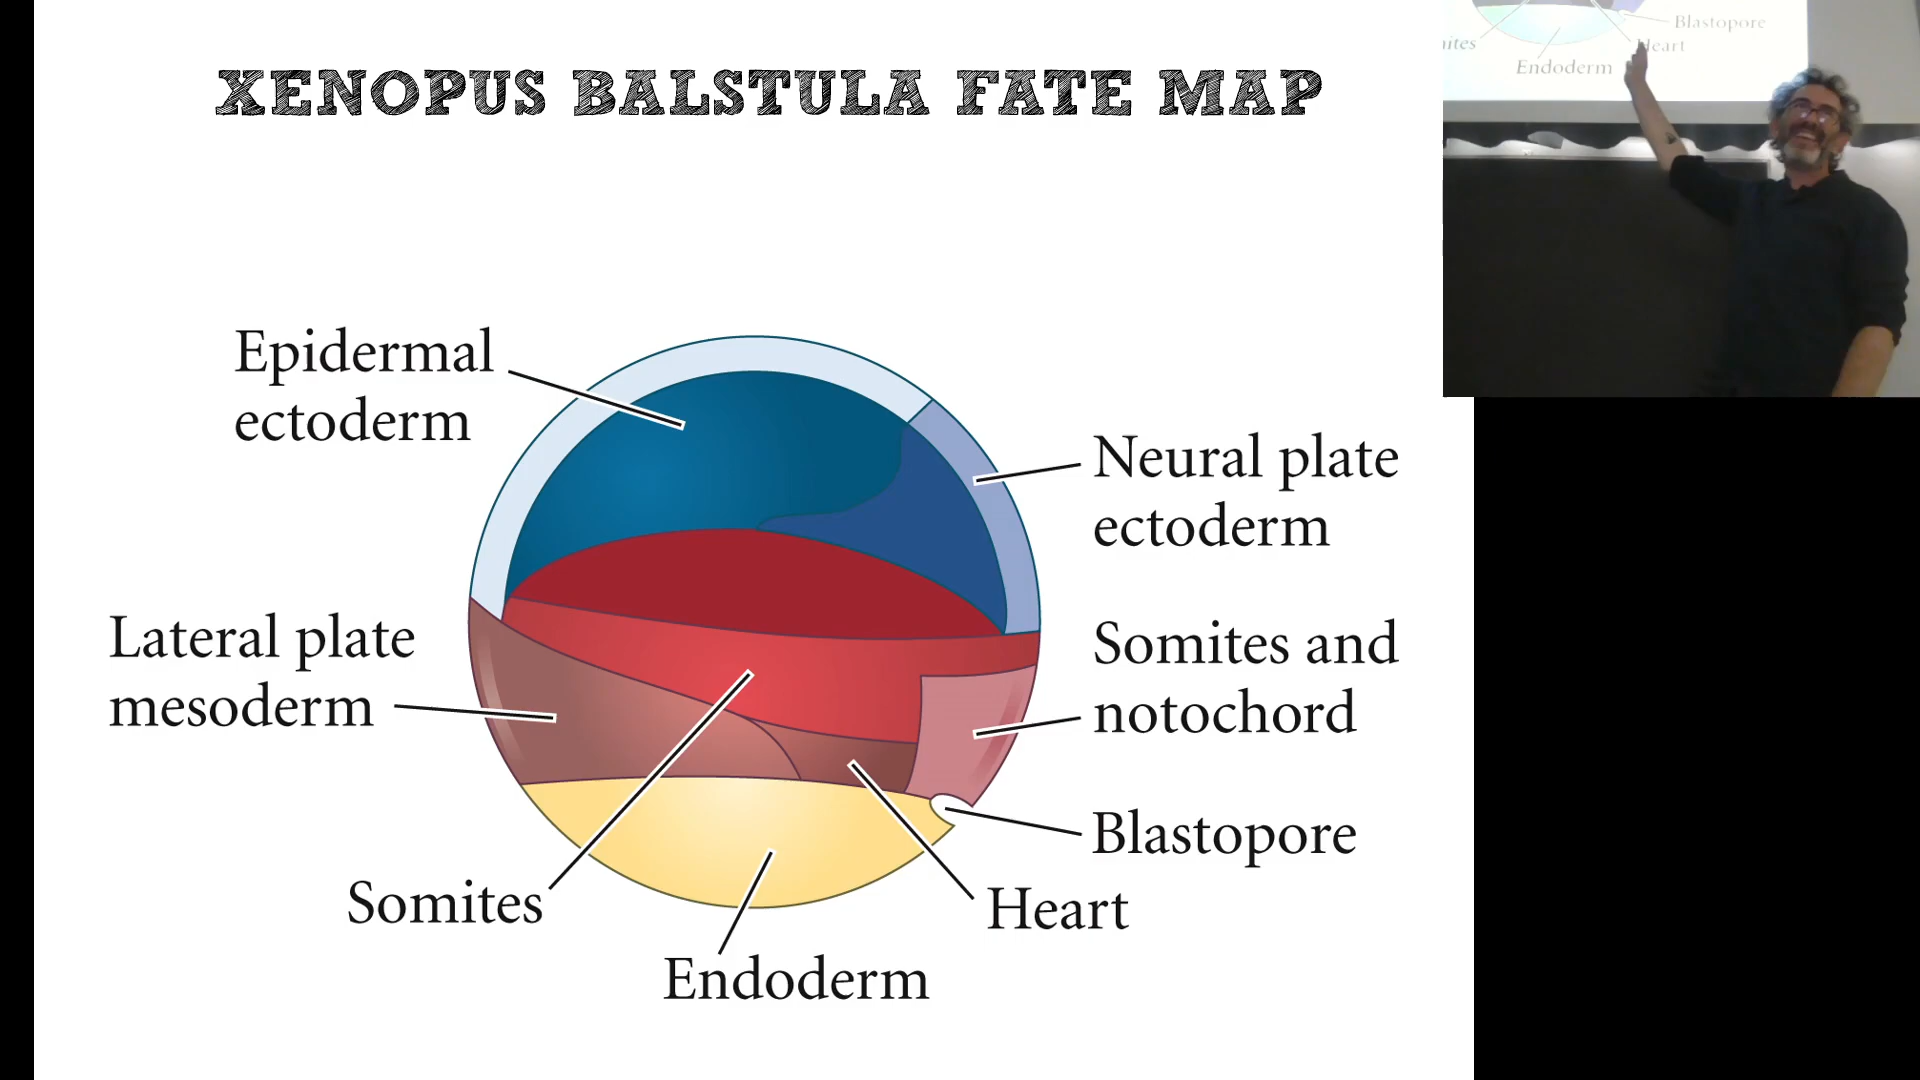 XENOPUS BALSTULA FATE MAP
Blastopore
Heart
Endoderm
Epidermal
ectoderm
Neural plate
ectoderm
Lateral plate
mesoderm
Somites and
notochord
Blastopore
Somites
Heart
Endoderm